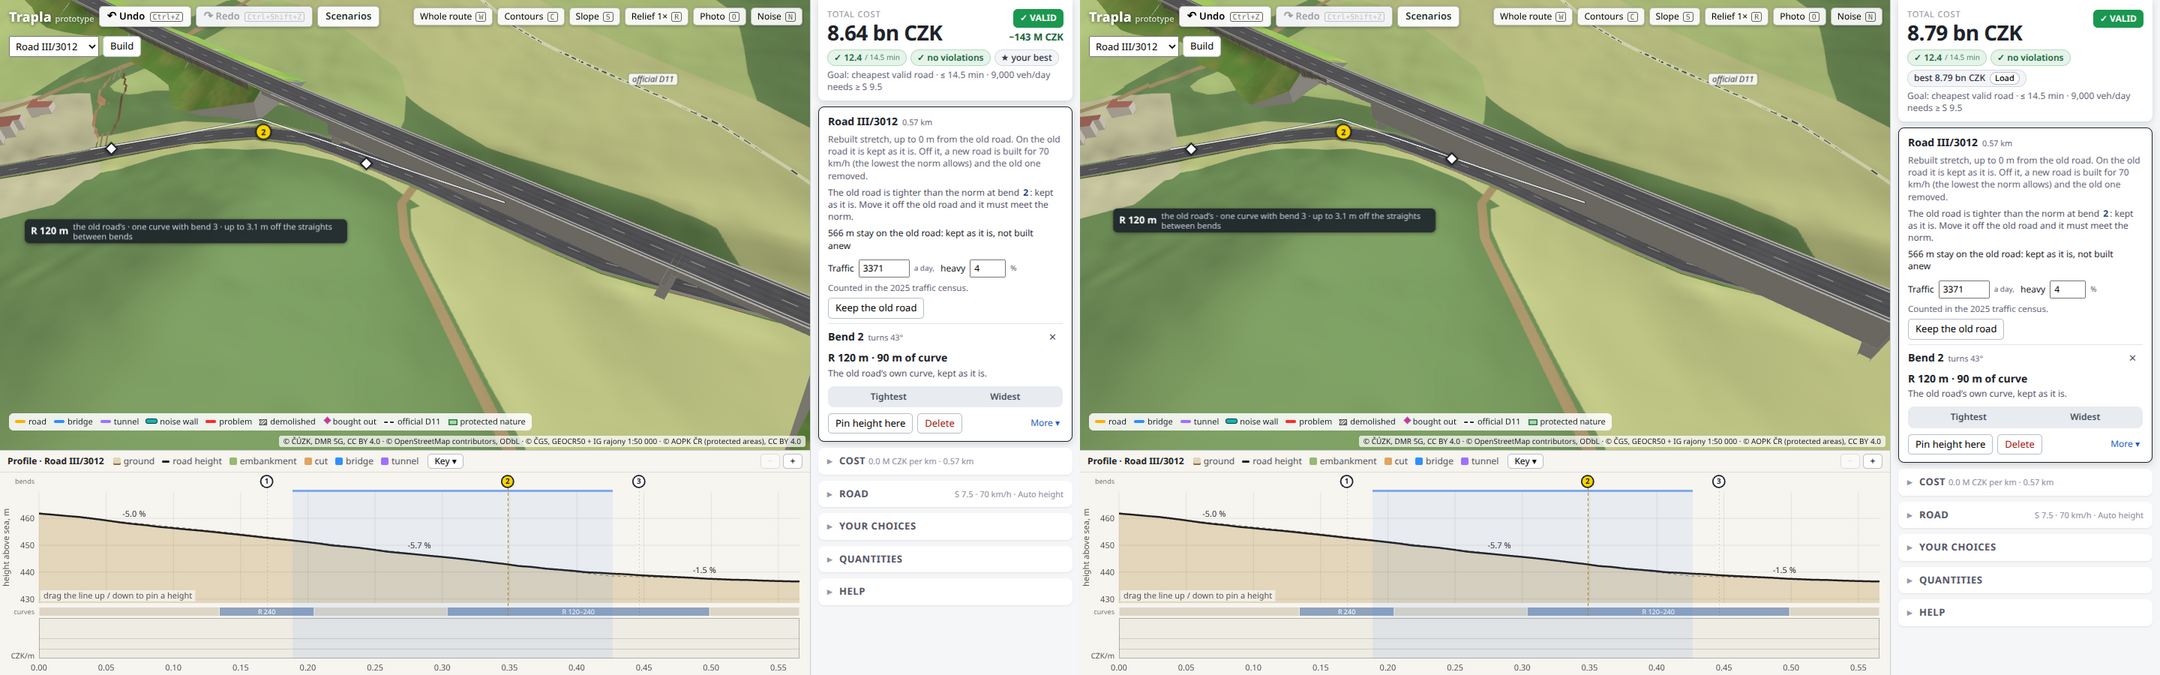 Trapla prototype
↶ Undo Ctrl+Z
↷ Redo Ctrl+Shift+Z
Scenarios
Whole route W
Contours C
Slope S
Relief 1× R
Photo O
Noise N
Road III/3012
Build
official D11
2
R 120 m the old road's · one curve with bend 3 · up to 3.1 m off the straights
between bends
road bridge tunnel noise wall problem demolished bought out official D11 protected nature
© ČÚZK, DMR 5G, CC BY 4.0 · © OpenStreetMap contributors, ODbL · © ČGS, GEOCR50 + IG rajony 1:50 000 · © AOPK ČR (protected areas), CC BY 4.0
TOTAL COST
✓ VALID
8.64 bn CZK
−143 M CZK
✓ 12.4 / 14.5 min
✓ no violations
★ your best
Goal: cheapest valid road · ≤ 14.5 min · 9,000 veh/day
needs ≥ S 9.5
Road III/3012 0.57 km
Rebuilt stretch, up to 0 m from the old road. On the old
road it is kept as it is. Off it, a new road is built for 70
km/h (the lowest the norm allows) and the old one
removed.
The old road is tighter than the norm at bend 2: kept
as it is. Move it off the old road and it must meet the
norm.
566 m stay on the old road: kept as it is, not built
anew
Traffic 3371 a day, heavy 4 %
Counted in the 2025 traffic census.
Keep the old road
Bend 2 turns 43° ×
R 120 m · 90 m of curve
The old road's own curve, kept as it is.
Tightest Widest
Pin height here Delete More ▾
▸ COST 0.0 M CZK per km · 0.57 km
▸ ROAD S 7.5 · 70 km/h · Auto height
▸ YOUR CHOICES
▸ QUANTITIES
▸ HELP
Profile · Road III/3012 ground road height embankment cut bridge tunnel Key ▾ − +
bends 1 2 3
height above sea, m
460
450
440
430
-5.0 %
-5.7 %
-1.5 %
drag the line up / down to pin a height
curves R 240 R 120–240
CZK/m
0.00 0.05 0.10 0.15 0.20 0.25 0.30 0.35 0.40 0.45 0.50 0.55
Trapla prototype
↶ Undo Ctrl+Z
↷ Redo Ctrl+Shift+Z
Scenarios
Whole route W
Contours C
Slope S
Relief 1× R
Photo O
Noise N
Road III/3012
Build
official D11
2
R 120 m the old road's · one curve with bend 3 · up to 3.1 m off the straights
between bends
road bridge tunnel noise wall problem demolished bought out official D11 protected nature
© ČÚZK, DMR 5G, CC BY 4.0 · © OpenStreetMap contributors, ODbL · © ČGS, GEOCR50 + IG rajony 1:50 000 · © AOPK ČR (protected areas), CC BY 4.0
TOTAL COST
✓ VALID
8.79 bn CZK
✓ 12.4 / 14.5 min
✓ no violations
best 8.79 bn CZK Load
Goal: cheapest valid road · ≤ 14.5 min · 9,000 veh/day
needs ≥ S 9.5
Road III/3012 0.57 km
Rebuilt stretch, up to 0 m from the old road. On the old
road it is kept as it is. Off it, a new road is built for 70
km/h (the lowest the norm allows) and the old one
removed.
The old road is tighter than the norm at bend 2: kept
as it is. Move it off the old road and it must meet the
norm.
566 m stay on the old road: kept as it is, not built
anew
Traffic 3371 a day, heavy 4 %
Counted in the 2025 traffic census.
Keep the old road
Bend 2 turns 43° ×
R 120 m · 90 m of curve
The old road's own curve, kept as it is.
Tightest Widest
Pin height here Delete More ▾
▸ COST 0.0 M CZK per km · 0.57 km
▸ ROAD S 7.5 · 70 km/h · Auto height
▸ YOUR CHOICES
▸ QUANTITIES
▸ HELP
Profile · Road III/3012 ground road height embankment cut bridge tunnel Key ▾ − +
bends 1 2 3
height above sea, m
460
450
440
430
-5.0 %
-5.7 %
-1.5 %
drag the line up / down to pin a height
curves R 240 R 120–240
CZK/m
0.00 0.05 0.10 0.15 0.20 0.25 0.30 0.35 0.40 0.45 0.50 0.55